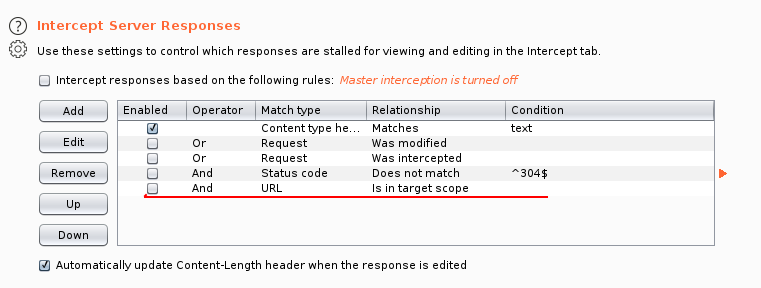 Intercept Server Responses
Use these settings to control which responses are stalled for viewing and editing in the Intercept tab.
Intercept responses based on the following rules: Master interception is turned off
Add
Edit
Remove
Up
Down
Enabled Operator Match type Relationship Condition
Content type he... Matches text
Or Request Was modified
Or Request Was intercepted
And Status code Does not match ^304$
And URL Is in target scope
Automatically update Content-Length header when the response is edited